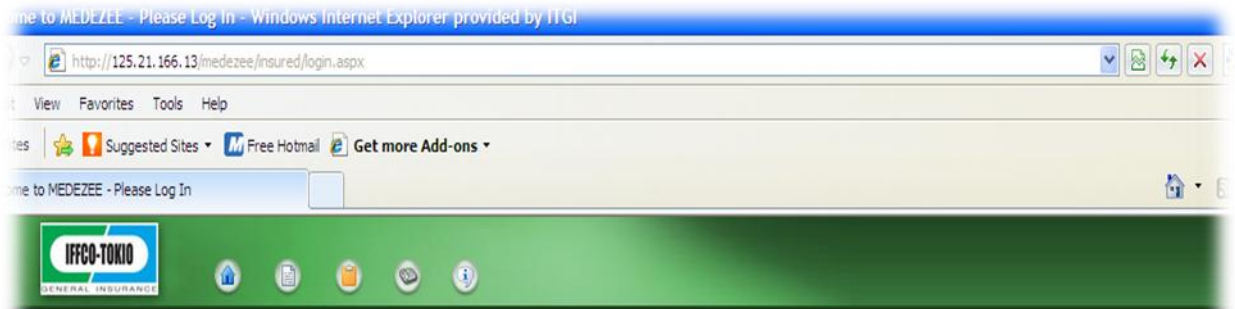 me to MEDEZEE - Please Log In - Windows Internet Explorer provided by ITGI
http://125.21.166.13/medezee/insured/login.aspx
View Favorites Tools Help
Suggested Sites Free Hotmail Get more Add-ons
me to MEDEZEE - Please Log In
IFFCO-TOKIO
GENERAL INSURANCE